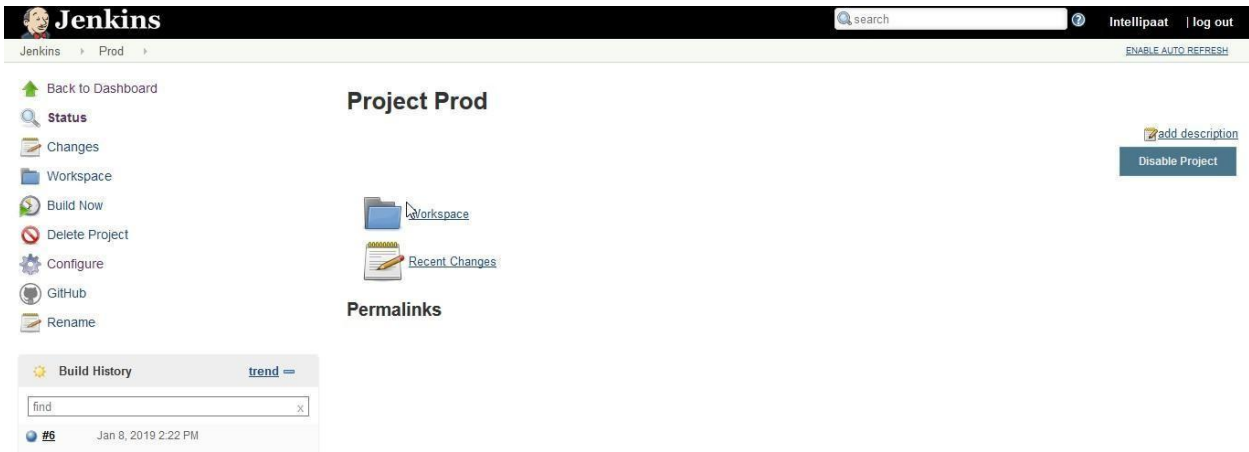 Jenkins
search
Intellipaat | log out
Jenkins Prod
ENABLE AUTO REFRESH
Back to Dashboard
Status
Changes
Workspace
Build Now
Delete Project
Configure
GitHub
Rename
Project Prod
add description
Disable Project
Workspace
Recent Changes
Permalinks
Build History trend
find x
#6 Jan 8, 2019 2:22 PM